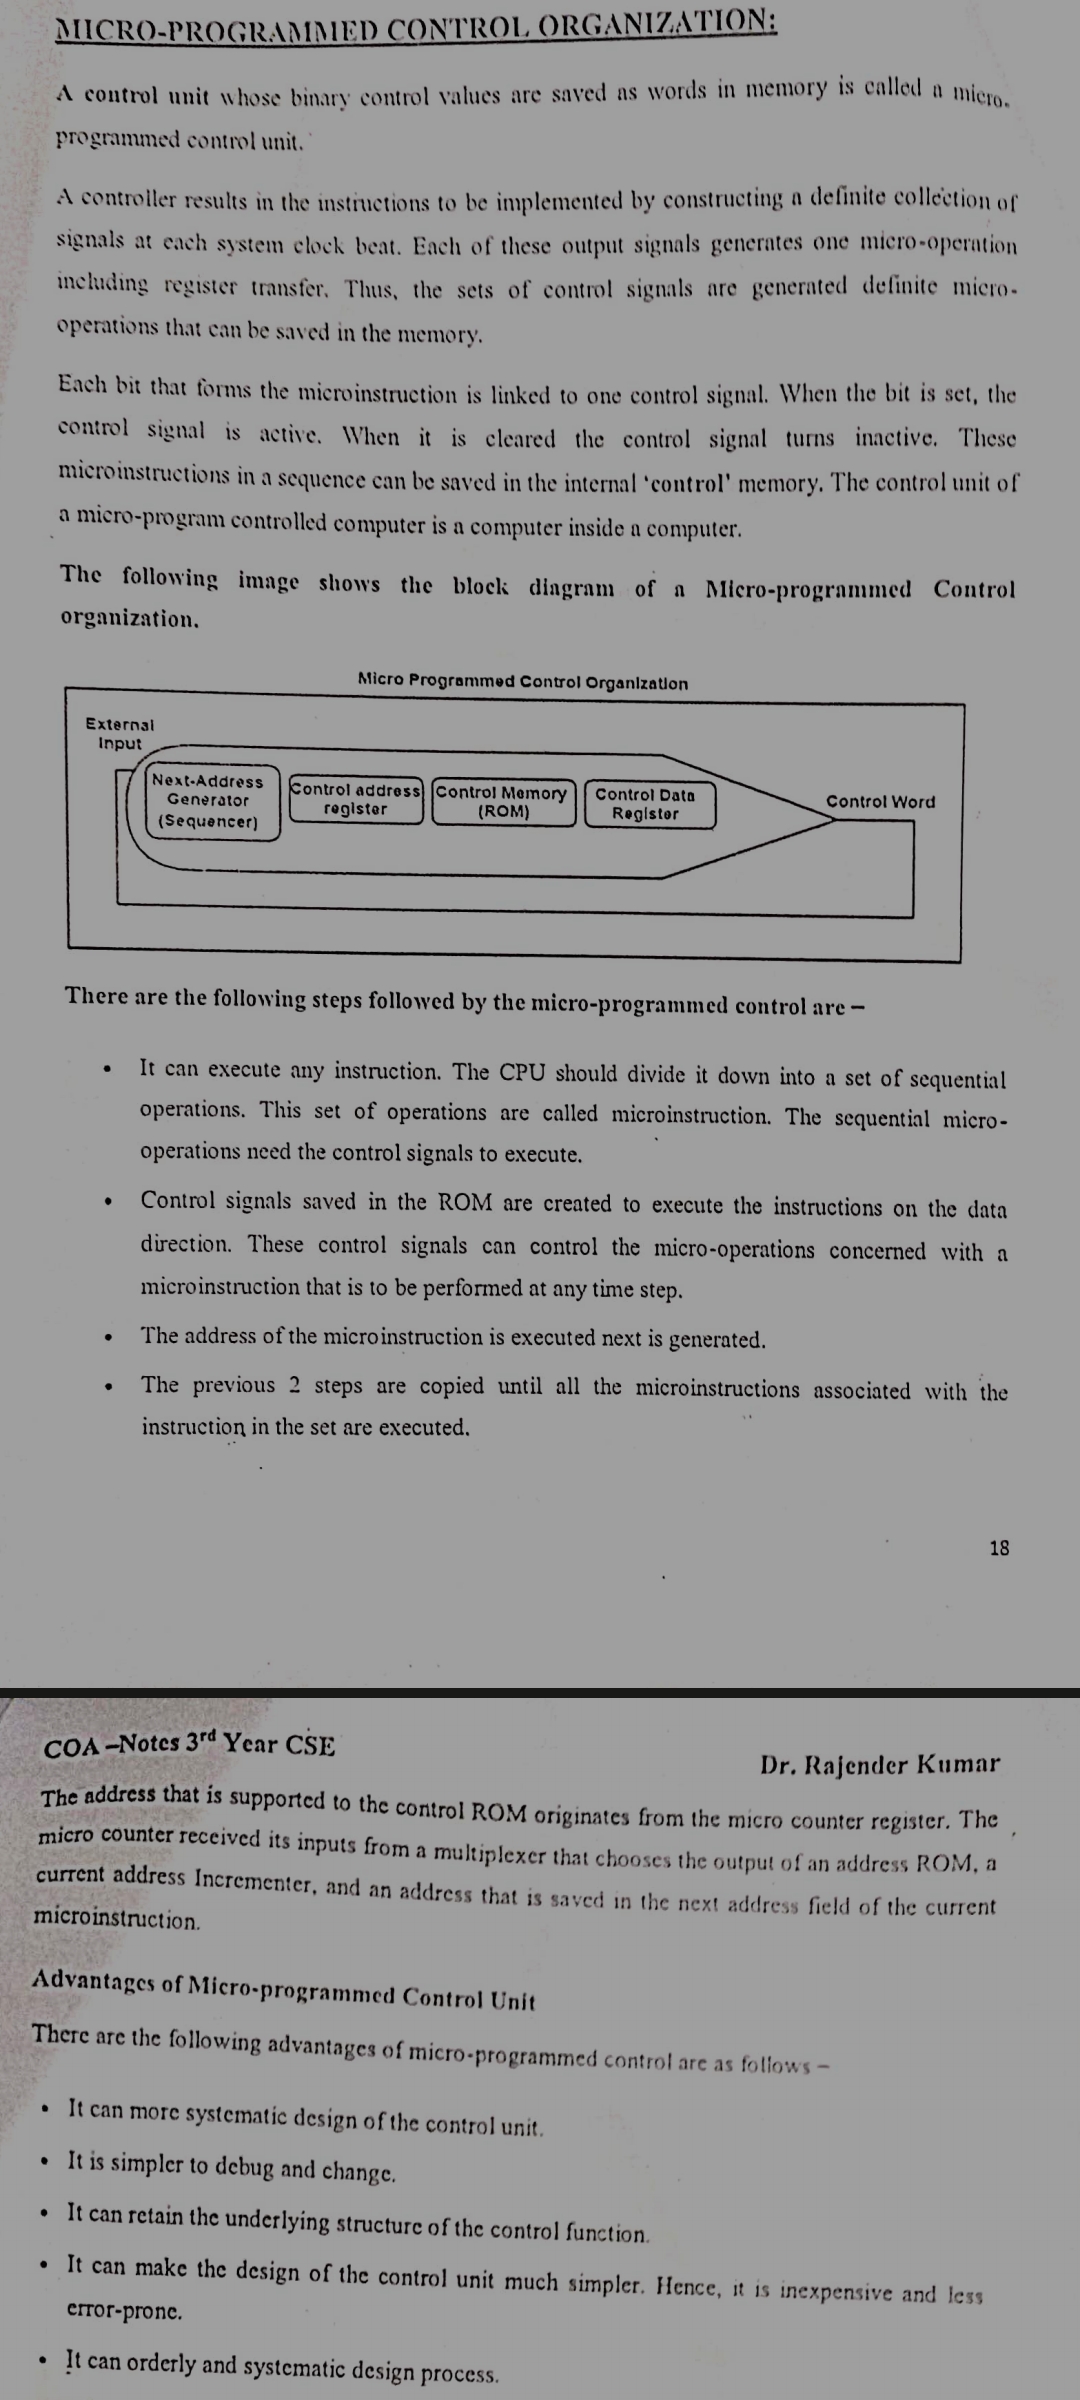 MICRO-PROGRAMMED CONTROL ORGANIZATION:
A control unit whose binary control values are saved as words in memory is called a micro-
programmed control unit.
A controller results in the instructions to be implemented by constructing a definite collection of
signals at each system clock beat. Each of these output signals generates one micro-operation
including register transfer. Thus, the sets of control signals are generated definite micro-
operations that can be saved in the memory.
Each bit that forms the microinstruction is linked to one control signal. When the bit is set, the
control signal is active. When it is cleared the control signal turns inactive. These
microinstructions in a sequence can be saved in the internal 'control' memory. The control unit of
a micro-program controlled computer is a computer inside a computer.
The following image shows the block diagram of a Micro-programmed Control
organization.
Micro Programmed Control Organization
External
Input
Next-Address
Generator
(Sequencer)
Control address
register
Control Memory
(ROM)
Control Data
Register
Control Word
There are the following steps followed by the micro-programmed control are –
• It can execute any instruction. The CPU should divide it down into a set of sequential
operations. This set of operations are called microinstruction. The sequential micro-
operations need the control signals to execute.
• Control signals saved in the ROM are created to execute the instructions on the data
direction. These control signals can control the micro-operations concerned with a
microinstruction that is to be performed at any time step.
• The address of the microinstruction is executed next is generated.
• The previous 2 steps are copied until all the microinstructions associated with the
instruction in the set are executed.
18
COA –Notes 3rd Year CSE
Dr. Rajender Kumar
The address that is supported to the control ROM originates from the micro counter register. The
micro counter received its inputs from a multiplexer that chooses the output of an address ROM, a
current address Incrementer, and an address that is saved in the next address field of the current
microinstruction.
Advantages of Micro-programmed Control Unit
There are the following advantages of micro-programmed control are as follows –
• It can more systematic design of the control unit.
• It is simpler to debug and change.
• It can retain the underlying structure of the control function.
• It can make the design of the control unit much simpler. Hence, it is inexpensive and less
error-prone.
• It can orderly and systematic design process.